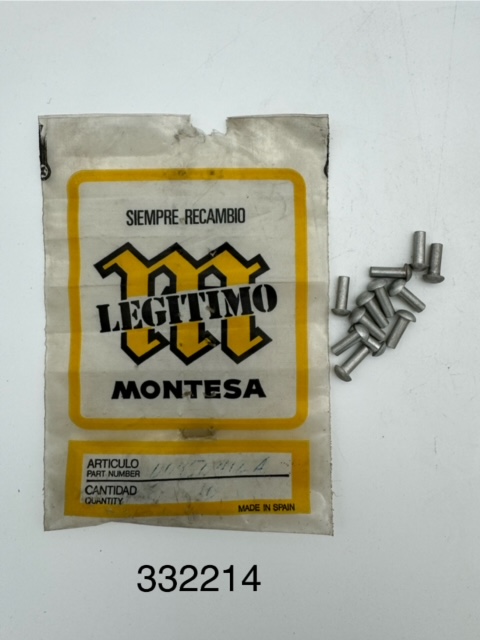 SIEMPRE RECAMBIO
LEGITIMO
MONTESA
ARTICULO
PART NUMBER
CANTIDAD
QUANTITY
MADE IN SPAIN
332214